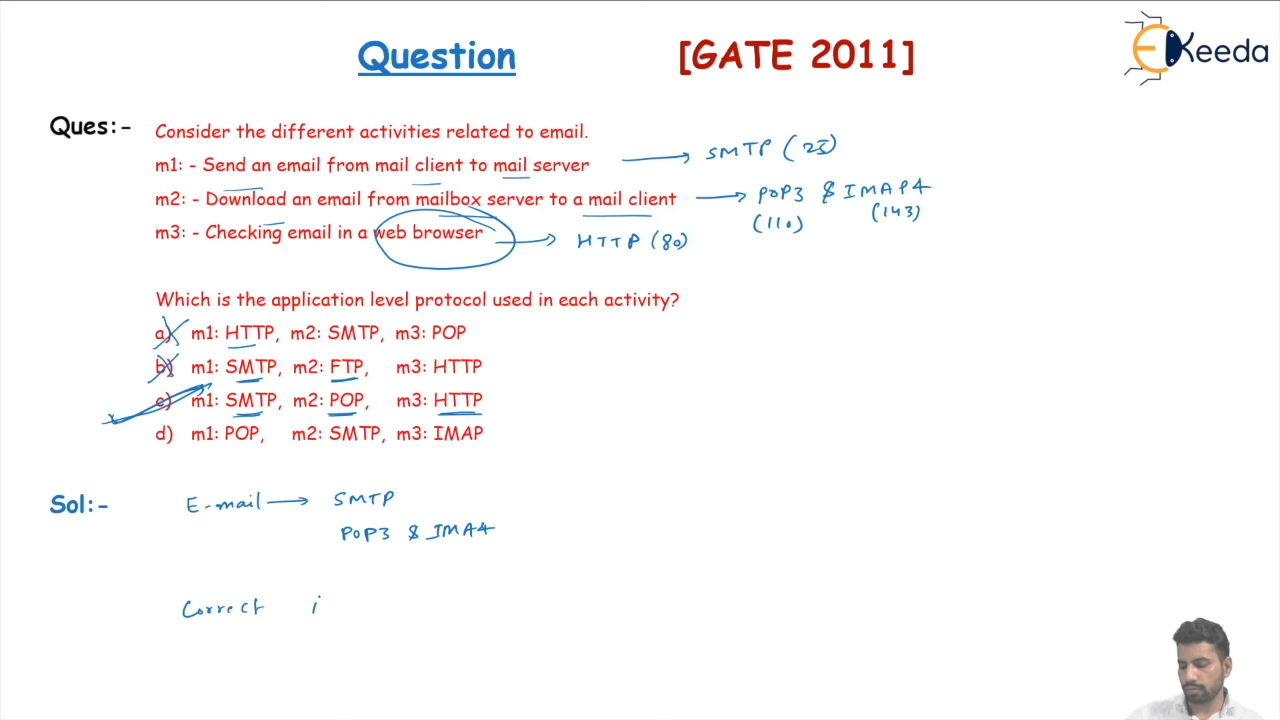 Question [GATE 2011]
EKeeda
Ques:- Consider the different activities related to email.
m1: - Send an email from mail client to mail server → SMTP (25)
m2: - Download an email from mailbox server to a mail client → POP3 & IMAP4
(110) (143)
m3: - Checking email in a web browser → HTTP (80)
Which is the application level protocol used in each activity?
a) m1: HTTP, m2: SMTP, m3: POP
b) m1: SMTP, m2: FTP, m3: HTTP
c) m1: SMTP, m2: POP, m3: HTTP
d) m1: POP, m2: SMTP, m3: IMAP
Sol:- E-mail → SMTP
POP3 & IMA4
Correct i